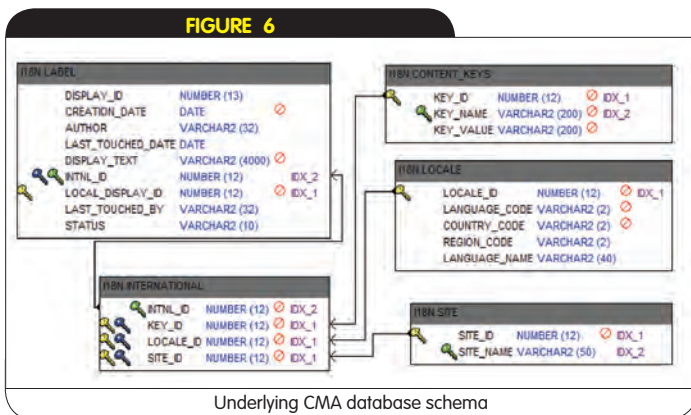 FIGURE 6
I18N LABEL
DISPLAY_ID NUMBER (13)
CREATION_DATE DATE
AUTHOR VARCHAR2 (32)
LAST_TOUCHED_DATE DATE
DISPLAY_TEXT VARCHAR2 (4000)
INTNL_ID NUMBER (12) IDX_2
LOCAL_DISPLAY_ID NUMBER (12) IDX_1
LAST_TOUCHED_BY VARCHAR2 (32)
STATUS VARCHAR2 (10)
I18N CONTENT_KEYS
KEY_ID NUMBER (12) IDX_1
KEY_NAME VARCHAR2 (200) IDX_2
KEY_VALUE VARCHAR2 (200)
I18N LOCALE
LOCALE_ID NUMBER (12) IDX_1
LANGUAGE_CODE VARCHAR2 (2)
COUNTRY_CODE VARCHAR2 (2)
REGION_CODE VARCHAR2 (2)
LANGUAGE_NAME VARCHAR2 (40)
I18N INTERNATIONAL
INTNL_ID NUMBER (12) IDX_2
KEY_ID NUMBER (12) IDX_1
LOCALE_ID NUMBER (12) IDX_1
SITE_ID NUMBER (12) IDX_1
I18N SITE
SITE_ID NUMBER (12) IDX_1
SITE_NAME VARCHAR2 (50) IDX_2
Underlying CMA database schema